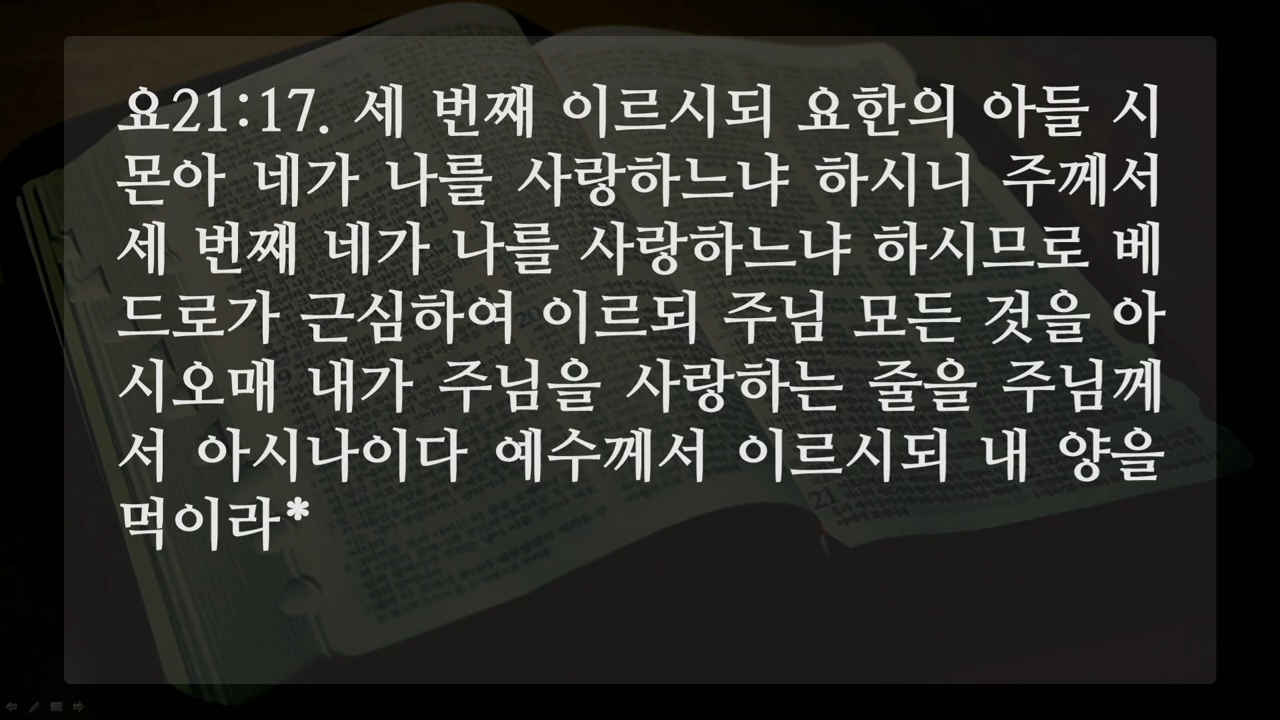 요21:17. 세 번째 이르시되 요한의 아들 시
몬아 네가 나를 사랑하느냐 하시니 주께서
세 번째 네가 나를 사랑하느냐 하시므로 베
드로가 근심하여 이르되 주님 모든 것을 아
시오매 내가 주님을 사랑하는 줄을 주님께
서 아시나이다 예수께서 이르시되 내 양을
먹이라*
21